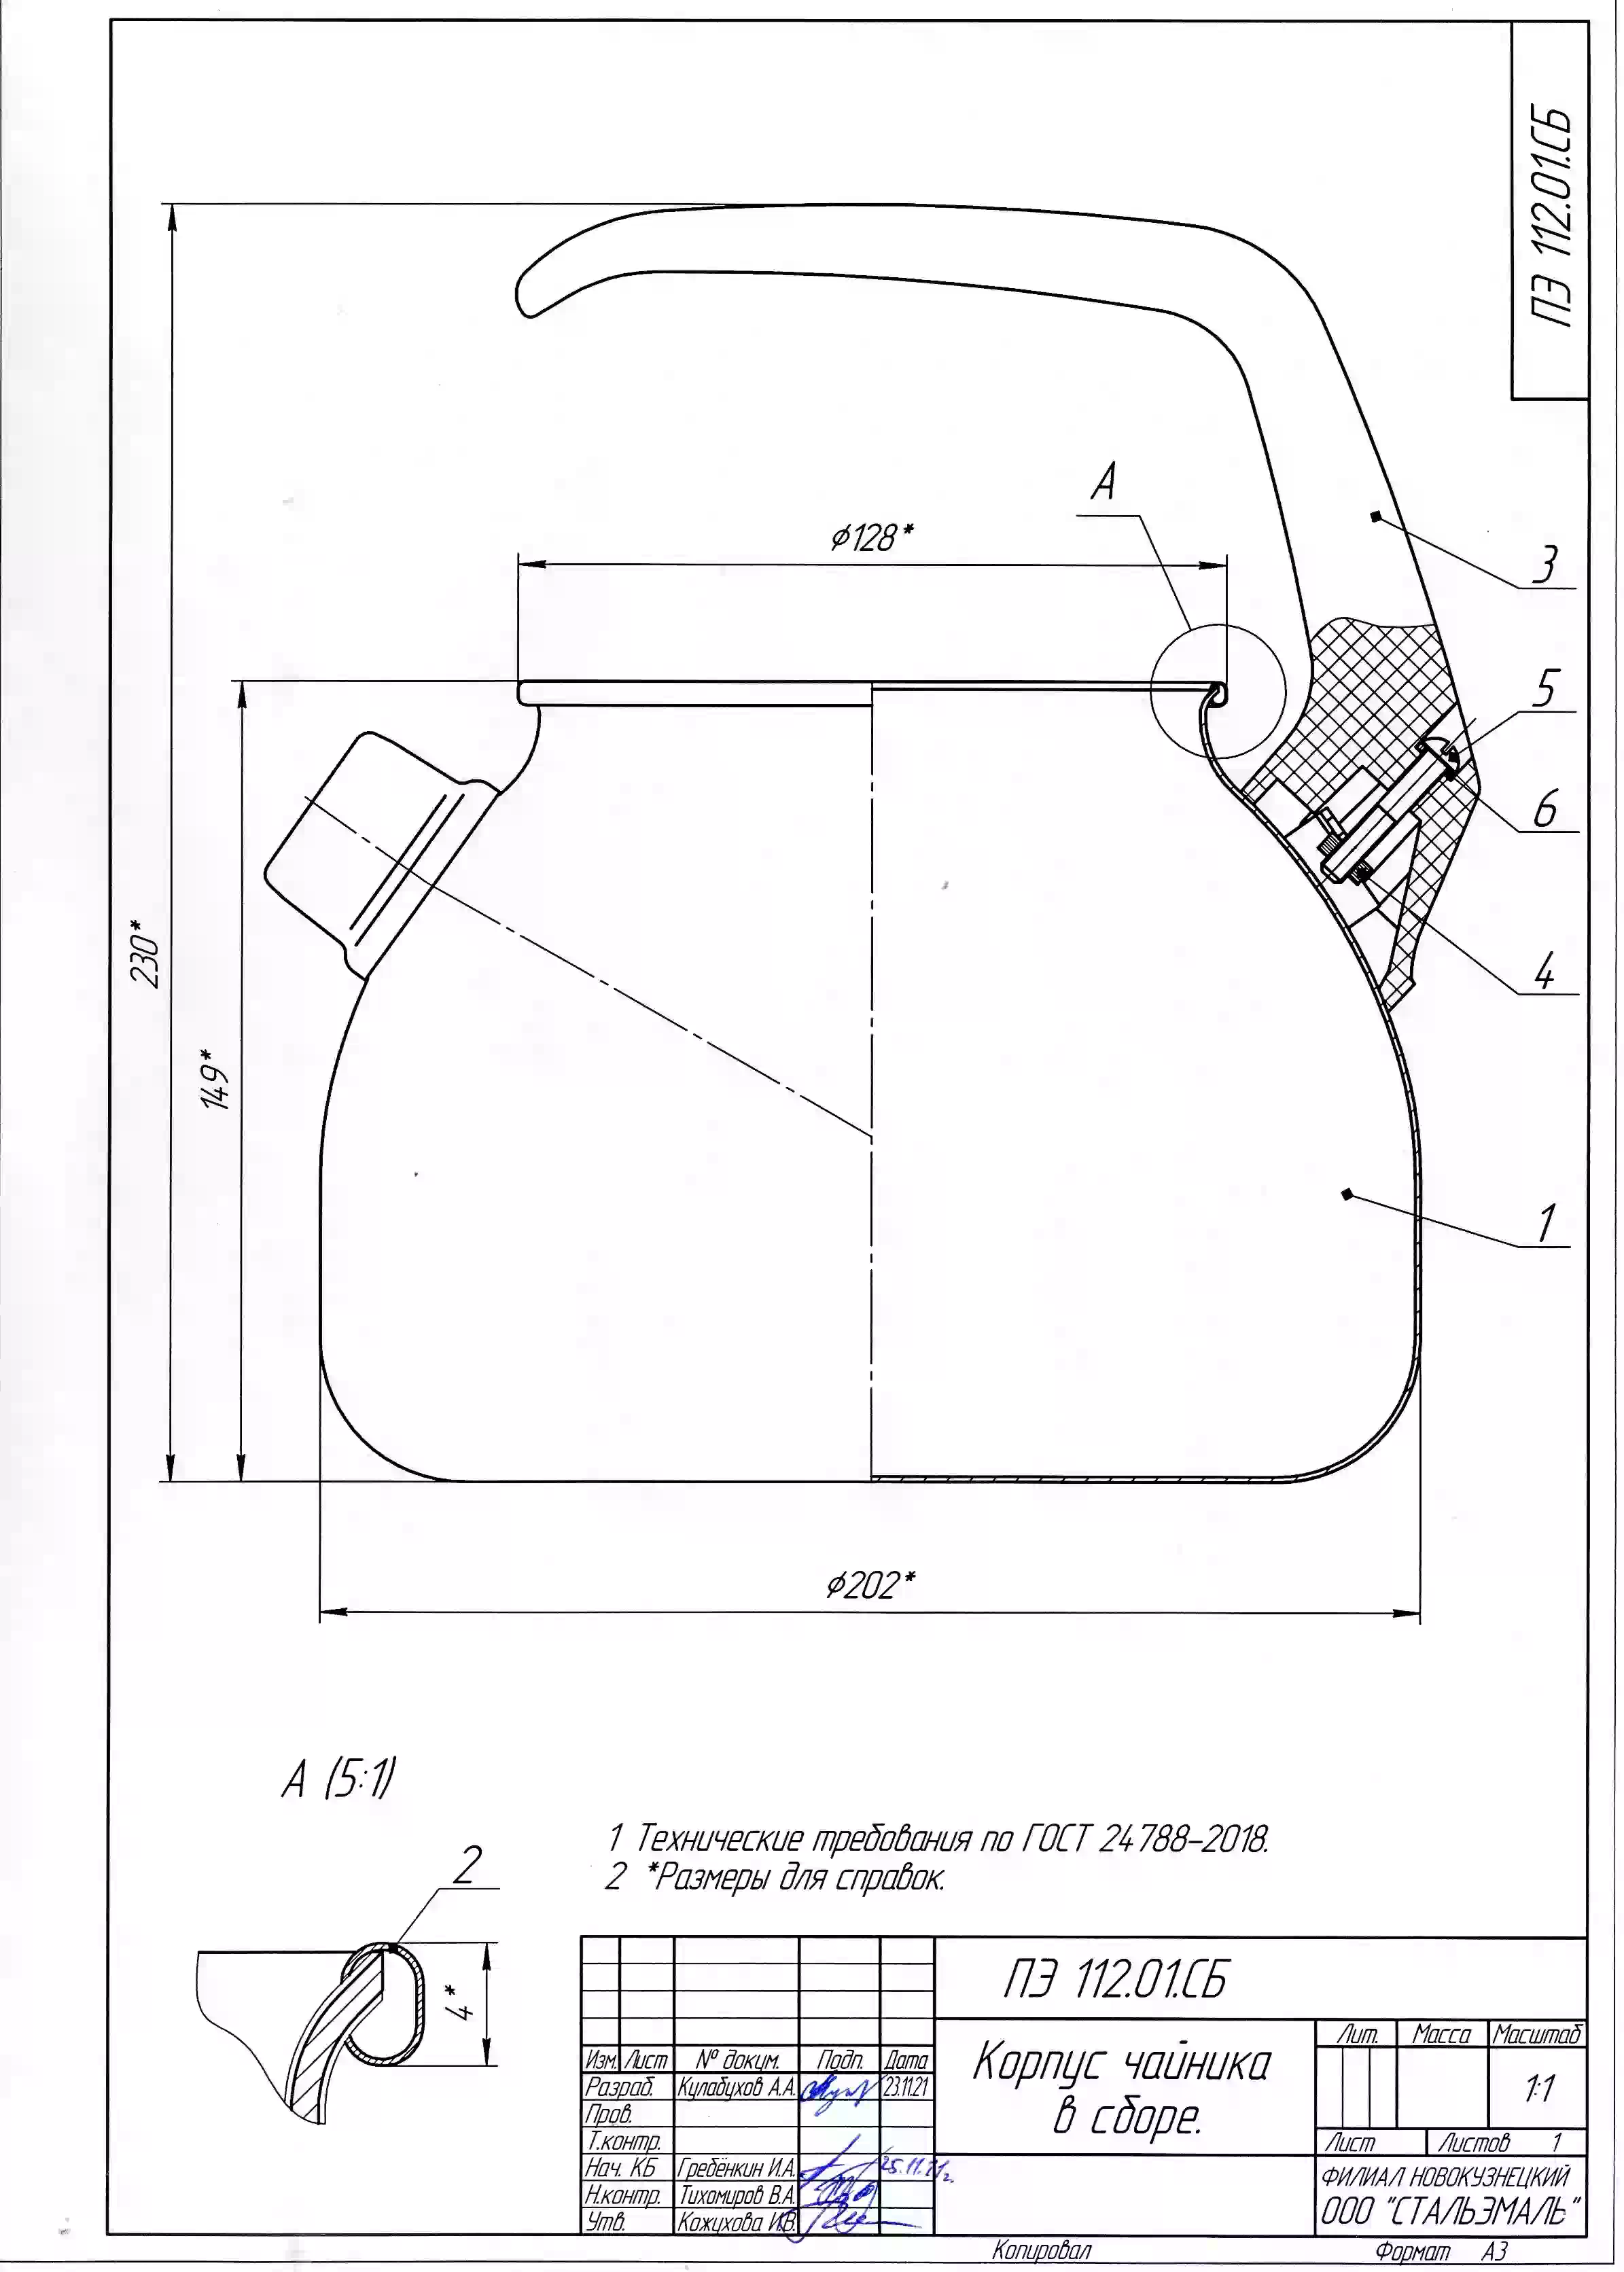 ПЭ 112.01.СБ
А
⌀128*
3
5
6
4
230*
149*
1
⌀202*
А (5:1)
2
4*
1 Технические требования по ГОСТ 24788-2018.
2 *Размеры для справок.
ПЭ 112.01.СБ
Корпус чайника
в сборе.
Лит. Масса Масштаб
1:1
Лист Листов 1
ФИЛИАЛ НОВОКУЗНЕЦКИЙ
ООО "СТАЛЬЭМАЛЬ"
Изм. Лист № докум. Подп. Дата
Разраб. Кулабухов А.А. 23.11.21
Пров.
Т.контр.
Нач. КБ Гребёнкин И.А. 25.11.21г.
Н.контр. Тихомиров В.А.
Утв. Кожухова И.В.
Копировал Формат А3